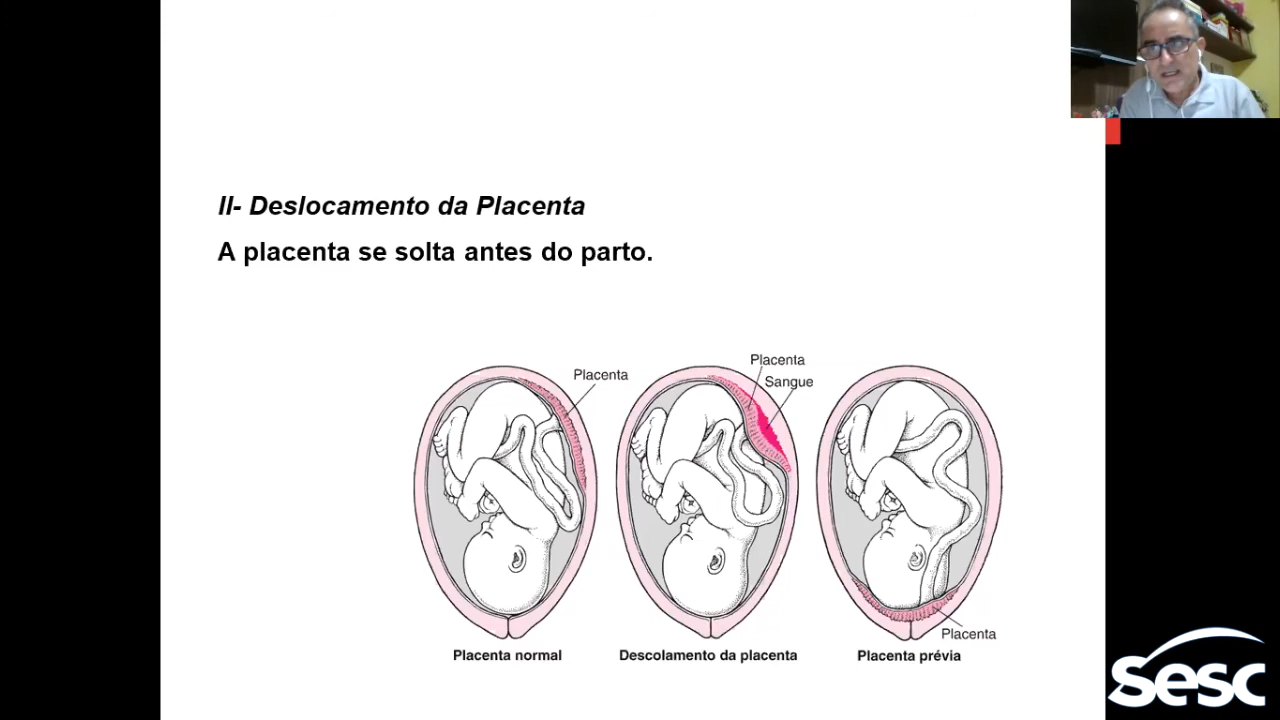 II- Deslocamento da Placenta
A placenta se solta antes do parto.
Placenta
Placenta
Sangue
Placenta
Placenta normal
Descolamento da placenta
Placenta prévia
Sesc